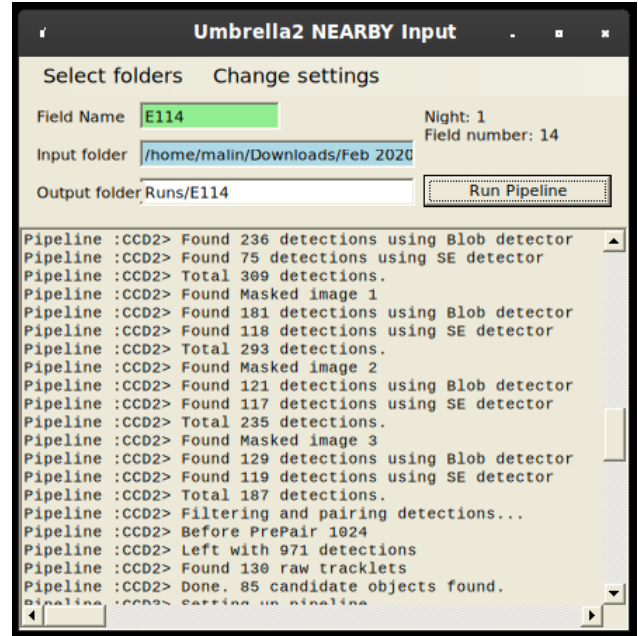 Umbrella2 NEARBY Input
Select folders Change settings
Field Name E114
Night: 1
Field number: 14
Input folder /home/malin/Downloads/Feb 2020
Output folder Runs/E114
Run Pipeline
Pipeline :CCD2> Found 236 detections using Blob detector
Pipeline :CCD2> Found 75 detections using SE detector
Pipeline :CCD2> Total 309 detections.
Pipeline :CCD2> Found Masked image 1
Pipeline :CCD2> Found 181 detections using Blob detector
Pipeline :CCD2> Found 118 detections using SE detector
Pipeline :CCD2> Total 293 detections.
Pipeline :CCD2> Found Masked image 2
Pipeline :CCD2> Found 121 detections using Blob detector
Pipeline :CCD2> Found 117 detections using SE detector
Pipeline :CCD2> Total 235 detections.
Pipeline :CCD2> Found Masked image 3
Pipeline :CCD2> Found 129 detections using Blob detector
Pipeline :CCD2> Found 119 detections using SE detector
Pipeline :CCD2> Total 187 detections.
Pipeline :CCD2> Filtering and pairing detections...
Pipeline :CCD2> Before PrePair 1024
Pipeline :CCD2> Left with 971 detections
Pipeline :CCD2> Found 130 raw tracklets
Pipeline :CCD2> Done. 85 candidate objects found.
Setting up pipeline